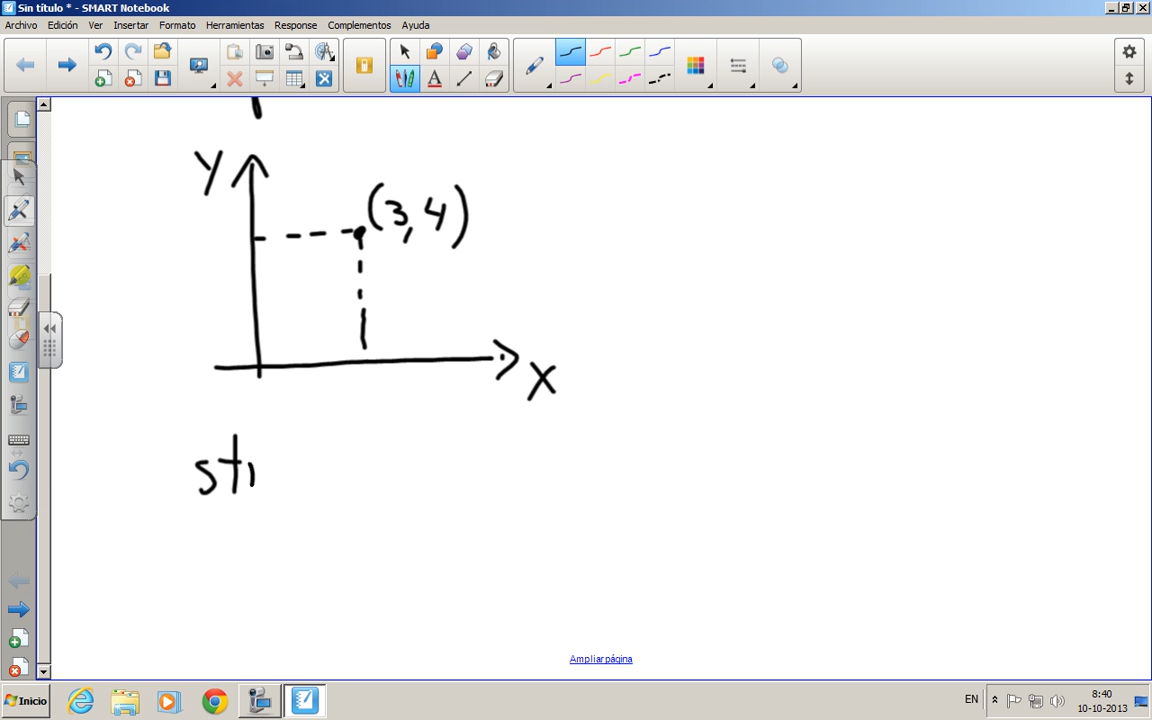 Sin título * - SMART Notebook
Archivo Edición Ver Insertar Formato Herramientas Response Complementos Ayuda
Y
(3,4)
X
Ampliar página
Inicio
EN
8:40
10-10-2013